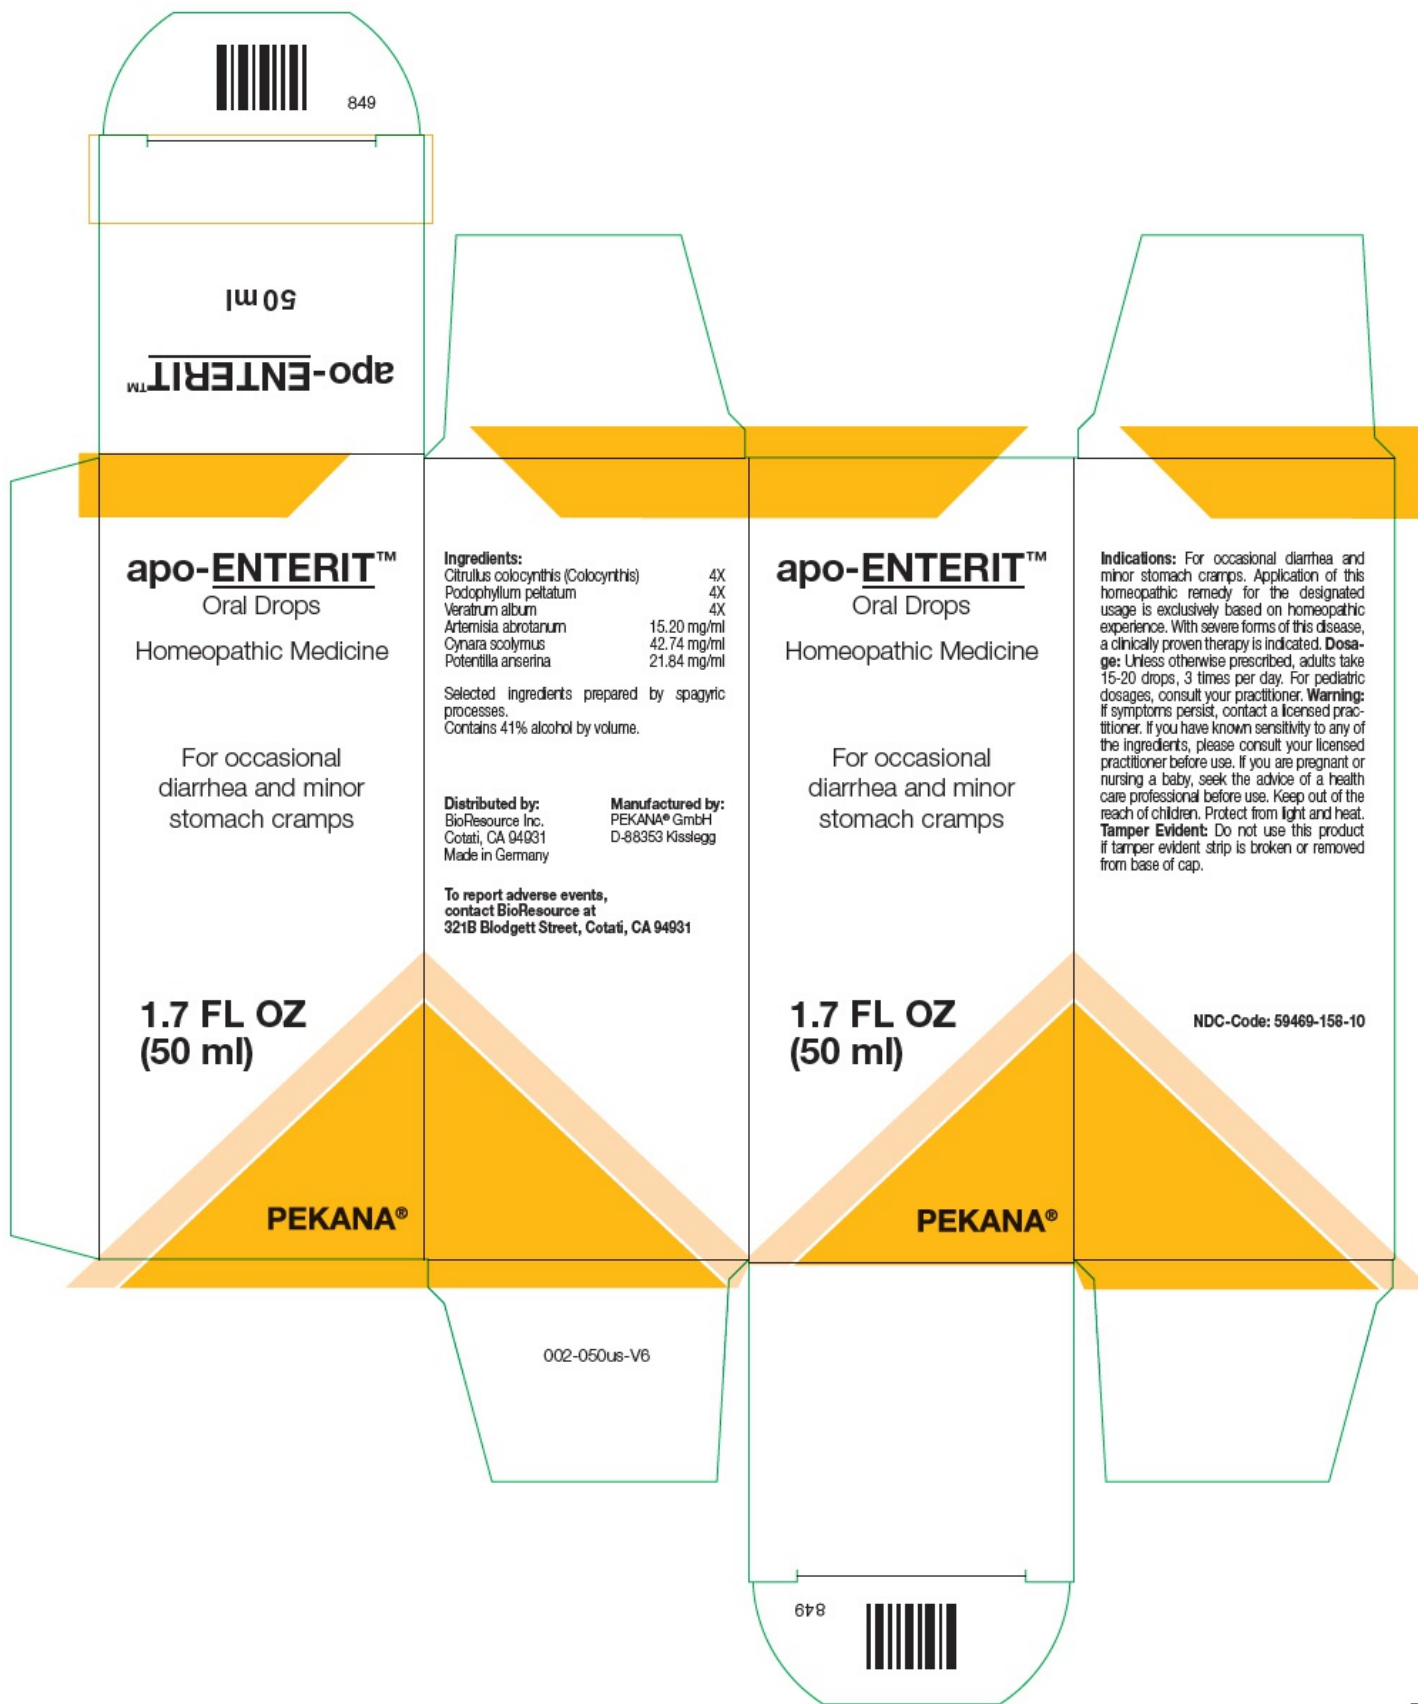 849
50 ml
apo-ENTERIT™
apo-ENTERIT™
Oral Drops
Homeopathic Medicine
For occasional
diarrhea and minor
stomach cramps
1.7 FL OZ
(50 ml)
PEKANA®
Ingredients:
Citrullus colocynthis (Colocynthis) 4X
Podophyllum peltatum 4X
Veratrum album 4X
Artemisia abrotanum 15.20 mg/ml
Cynara scolymus 42.74 mg/ml
Potentilla anserina 21.84 mg/ml
Selected ingredients prepared by spagyric
processes.
Contains 41% alcohol by volume.
Distributed by:
BioResource Inc.
Cotati, CA 94931
Made in Germany
Manufactured by:
PEKANA® GmbH
D-88353 Kisslegg
To report adverse events,
contact BioResource at
321B Blodgett Street, Cotati, CA 94931
002-050us-V6
apo-ENTERIT™
Oral Drops
Homeopathic Medicine
For occasional
diarrhea and minor
stomach cramps
1.7 FL OZ
(50 ml)
PEKANA®
849
Indications: For occasional diarrhea and
minor stomach cramps. Application of this
homeopathic remedy for the designated
usage is exclusively based on homeopathic
experience. With severe forms of this disease,
a clinically proven therapy is indicated. Dosa-
ge: Unless otherwise prescribed, adults take
15-20 drops, 3 times per day. For pediatric
dosages, consult your practitioner. Warning:
If symptoms persist, contact a licensed prac-
titioner. If you have known sensitivity to any of
the ingredients, please consult your licensed
practitioner before use. If you are pregnant or
nursing a baby, seek the advice of a health
care professional before use. Keep out of the
reach of children. Protect from light and heat.
Tamper Evident: Do not use this product
if tamper evident strip is broken or removed
from base of cap.
NDC-Code: 59469-156-10